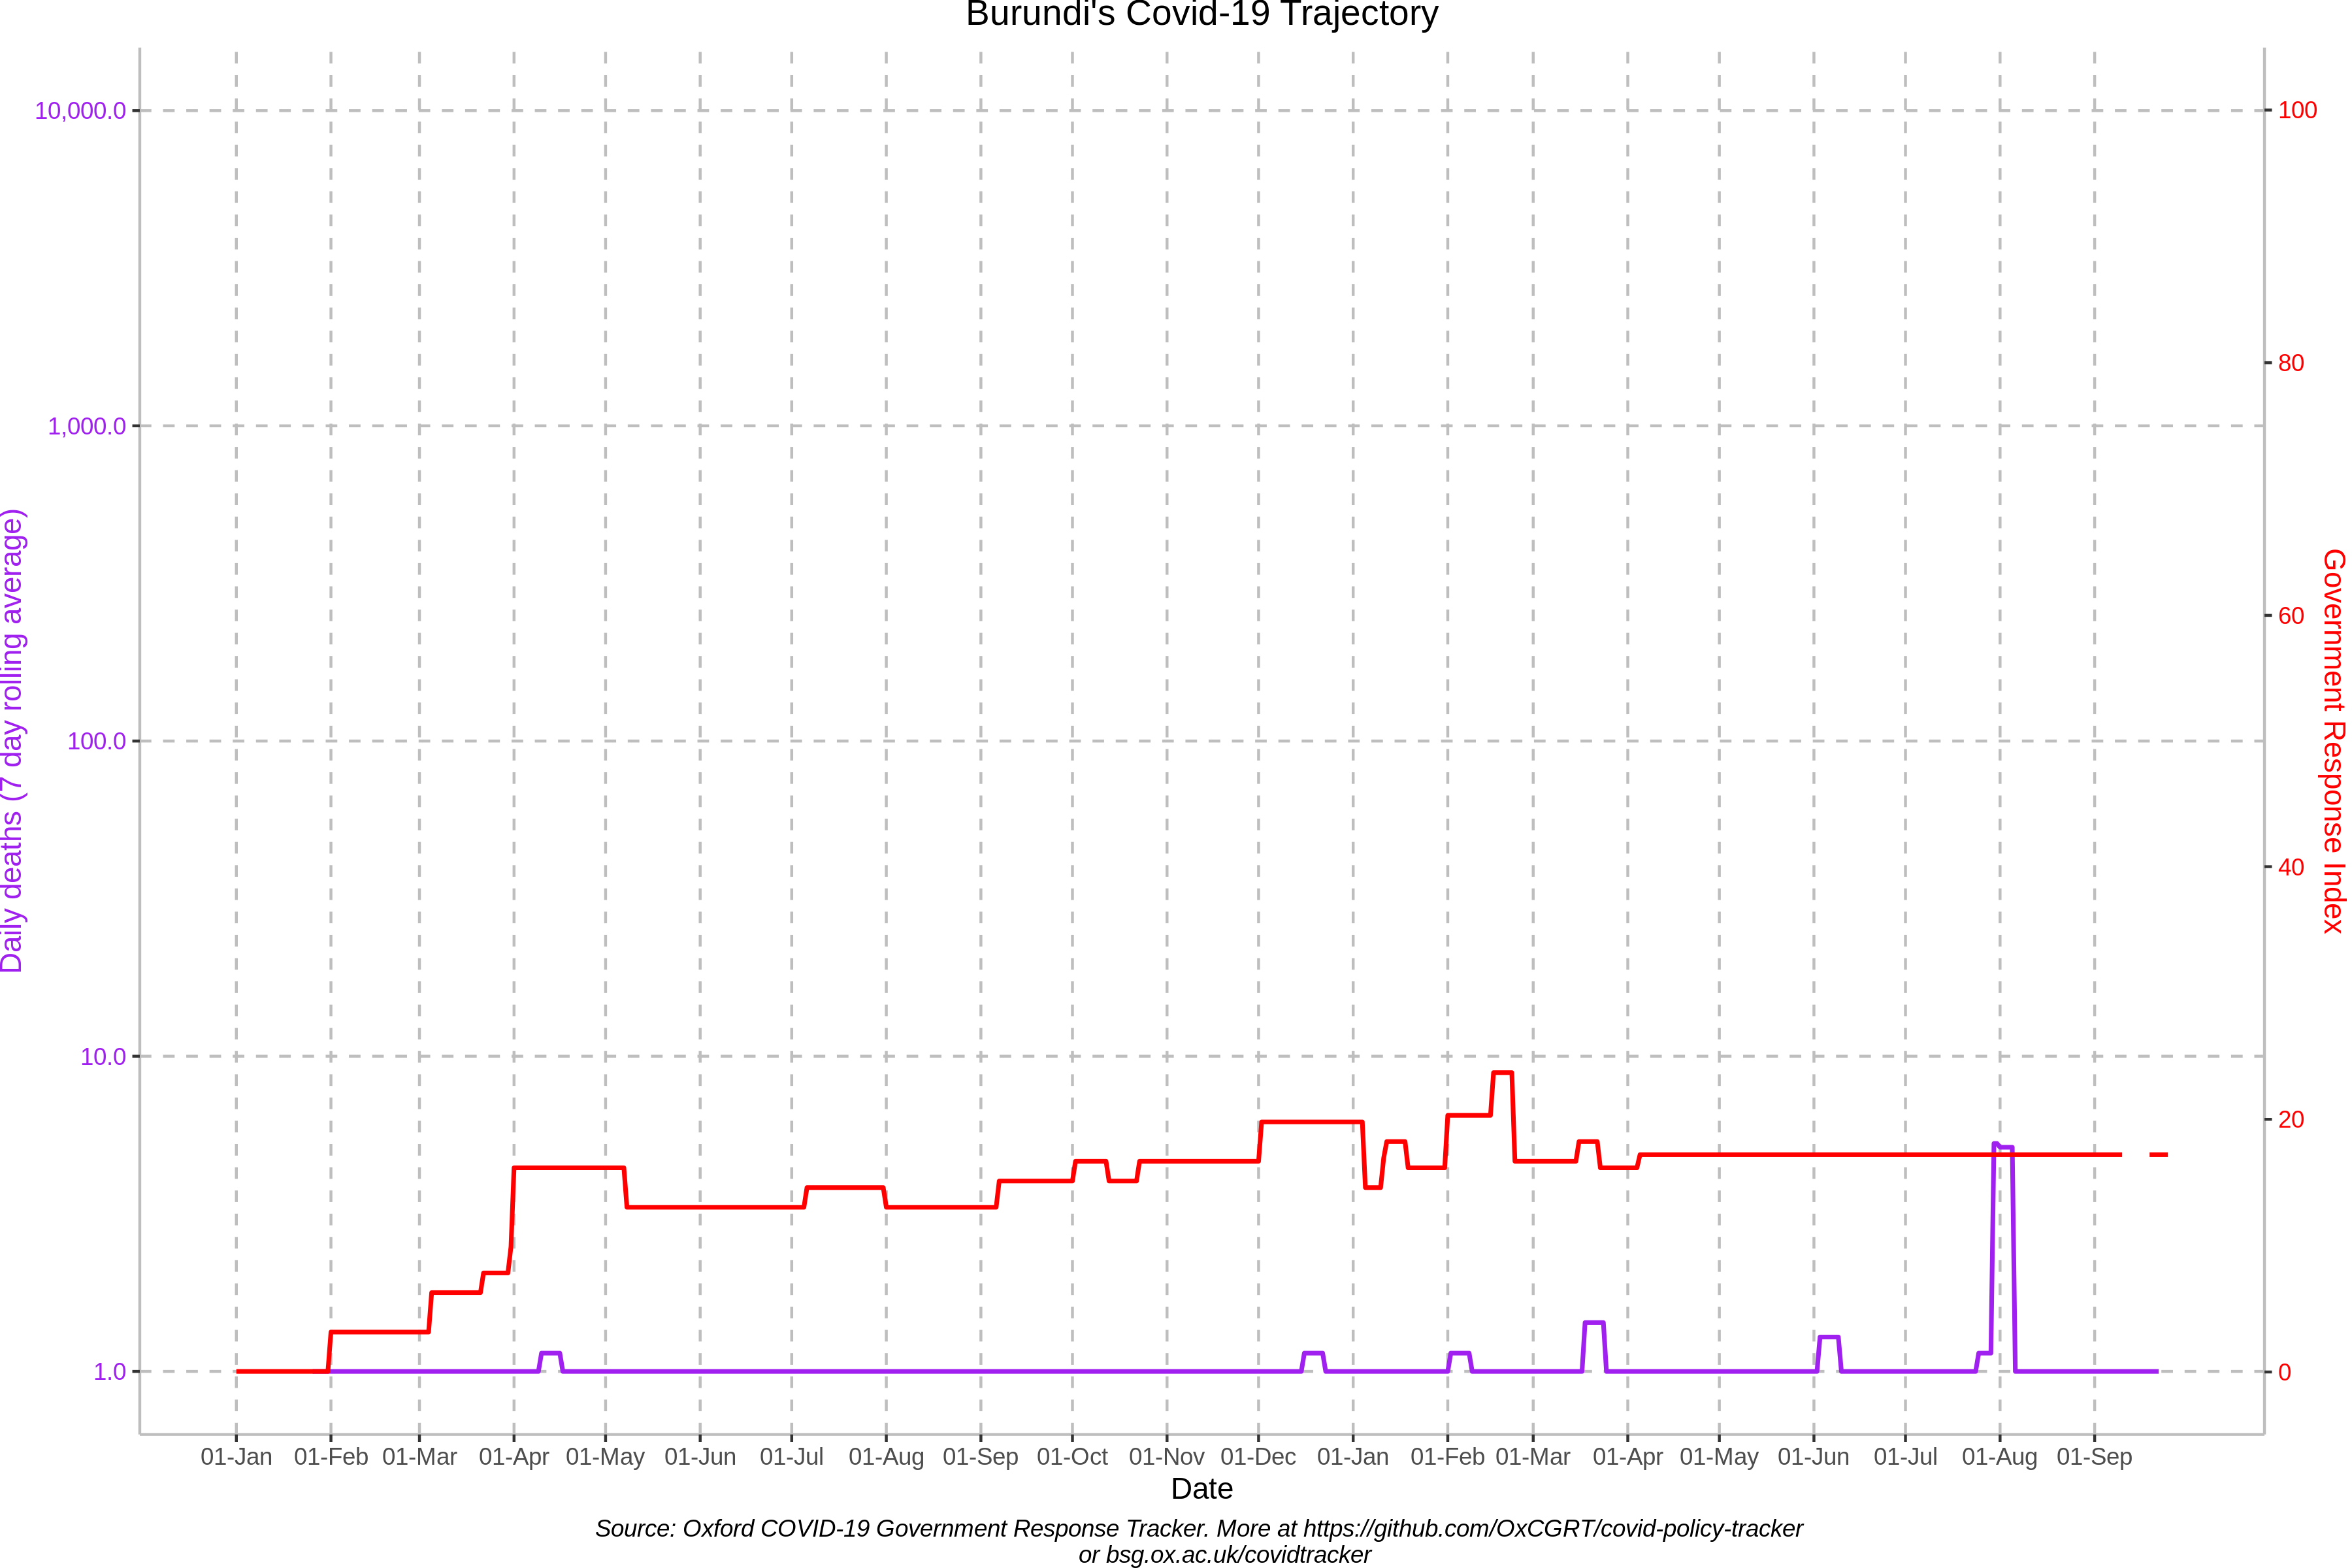 Burundi's Covid-19 Trajectory
Daily deaths (7 day rolling average)
10,000.0
1,000.0
100.0
10.0
1.0
100
80
60
40
20
0
Government Response Index
01-Jan 01-Feb 01-Mar 01-Apr 01-May 01-Jun 01-Jul 01-Aug 01-Sep 01-Oct 01-Nov 01-Dec 01-Jan 01-Feb 01-Mar 01-Apr 01-May 01-Jun 01-Jul 01-Aug 01-Sep
Date
Source: Oxford COVID-19 Government Response Tracker. More at https://github.com/OxCGRT/covid-policy-tracker
or bsg.ox.ac.uk/covidtracker